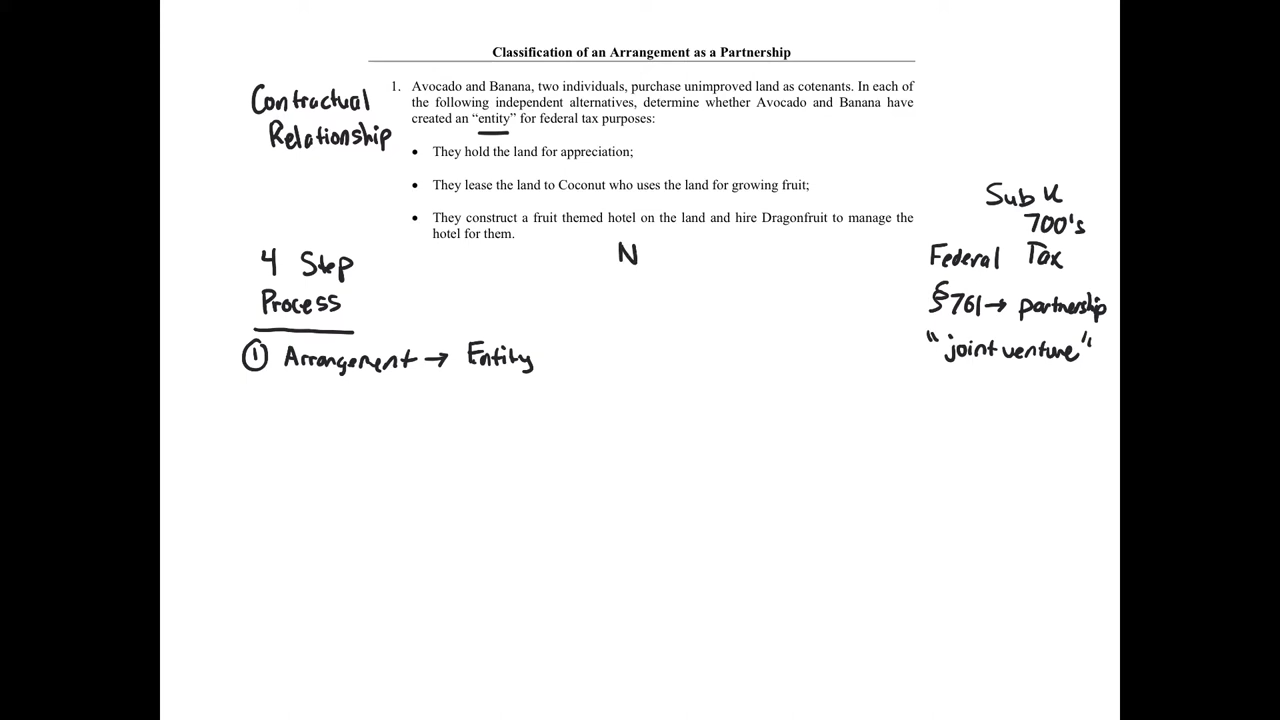 Classification of an Arrangement as a Partnership
Contractual
Relationship
1. Avocado and Banana, two individuals, purchase unimproved land as cotenants. In each of
the following independent alternatives, determine whether Avocado and Banana have
created an “entity” for federal tax purposes:
• They hold the land for appreciation;
• They lease the land to Coconut who uses the land for growing fruit;
• They construct a fruit themed hotel on the land and hire Dragonfruit to manage the
hotel for them.
N
4 Step
Process
① Arrangement → Entity
Sub K
700's
Federal Tax
§761 → partnership
"joint venture"